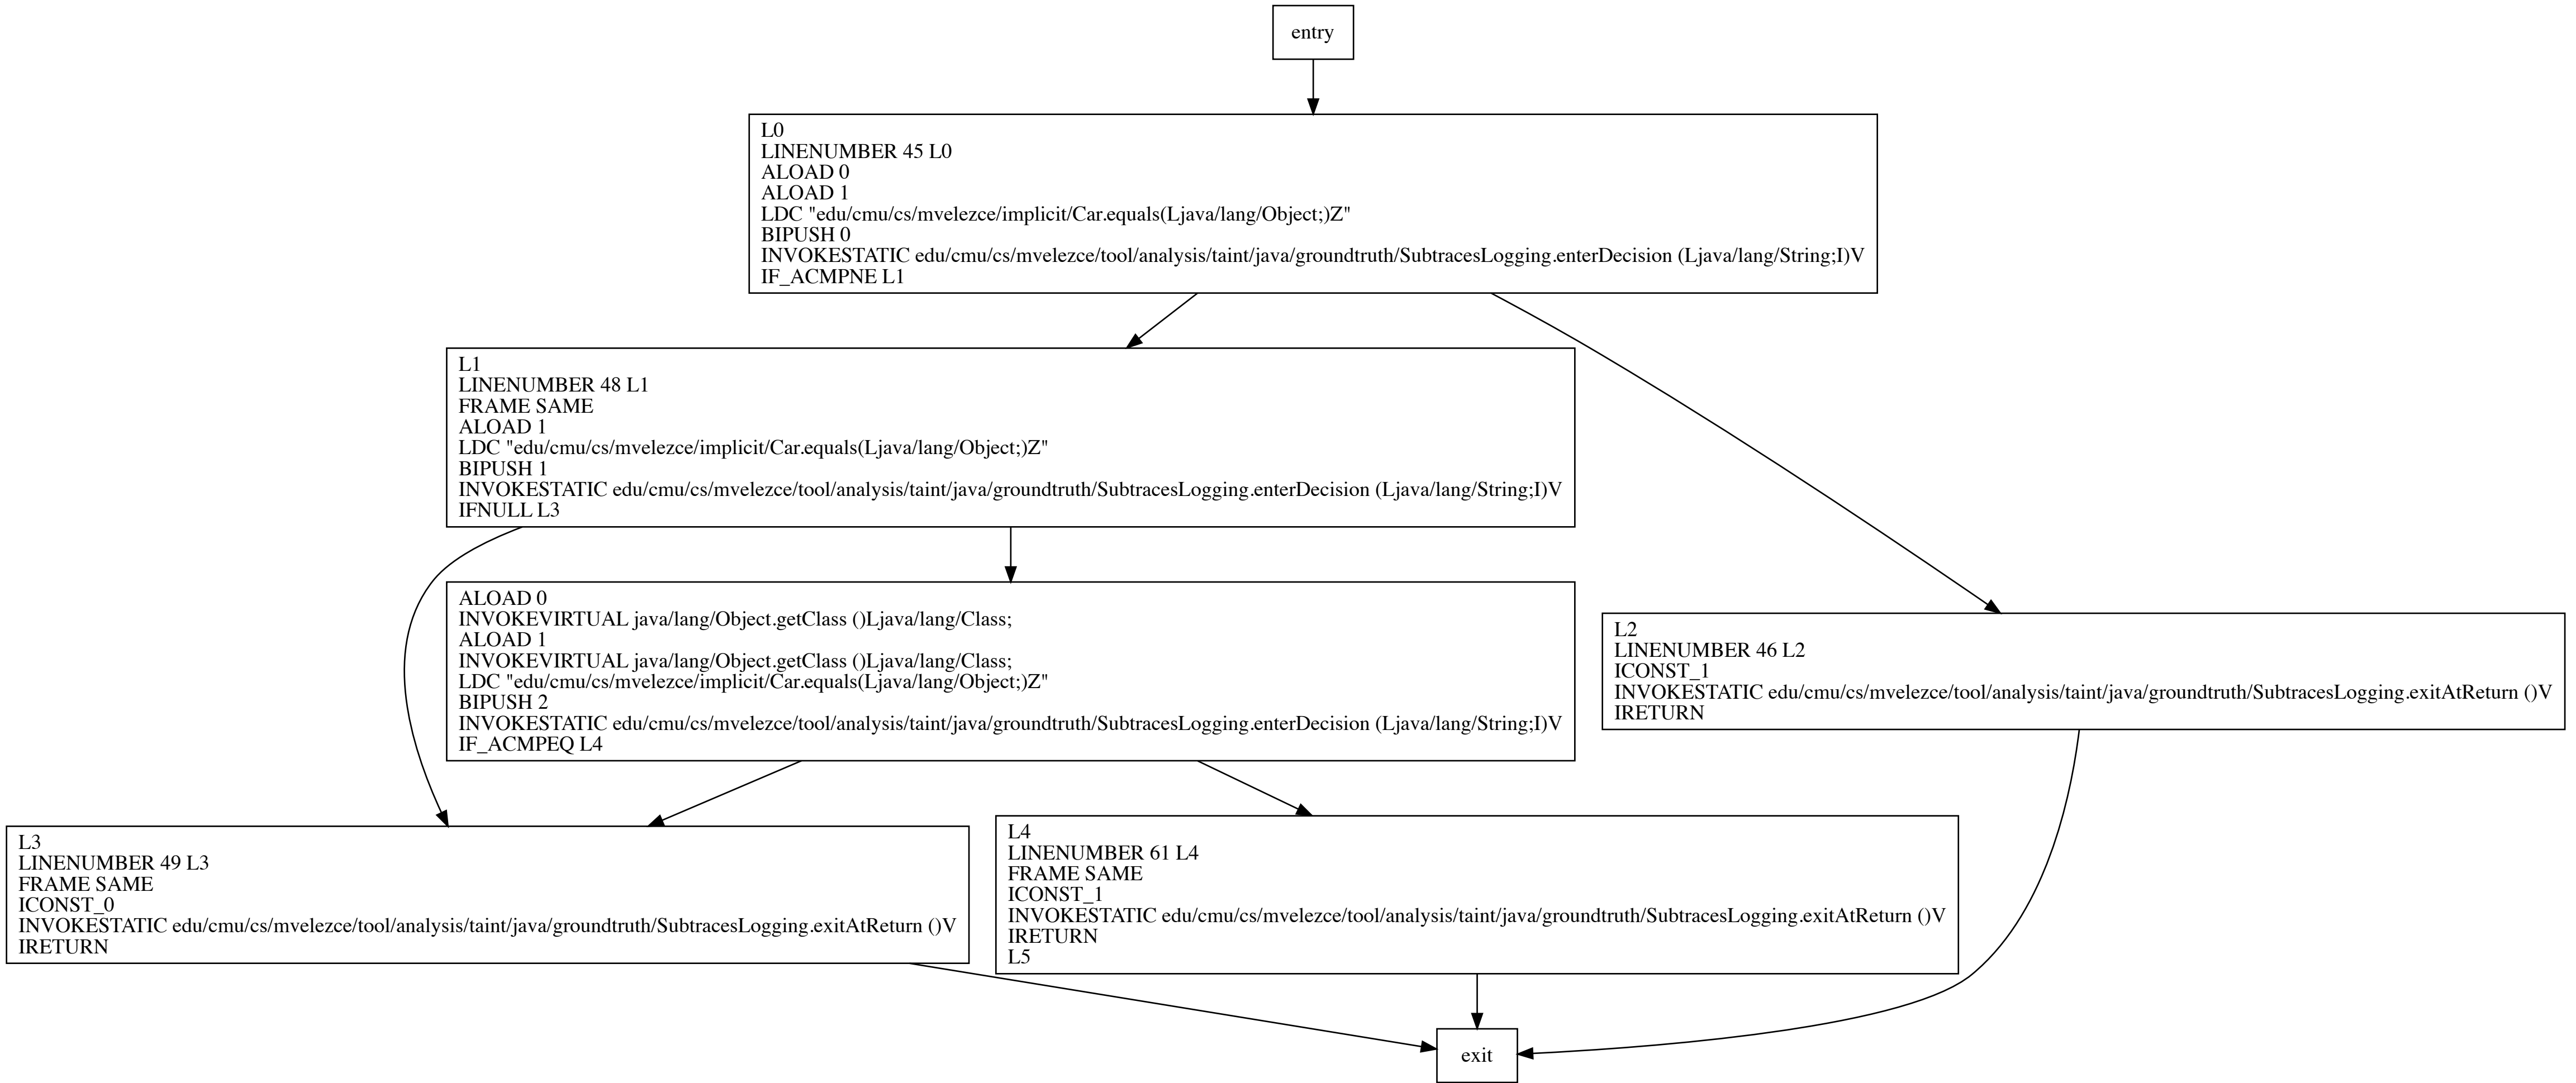 entry
L0
LINENUMBER 45 L0
ALOAD 0
ALOAD 1
LDC "edu/cmu/cs/mvelezce/implicit/Car.equals(Ljava/lang/Object;)Z"
BIPUSH 0
INVOKESTATIC edu/cmu/cs/mvelezce/tool/analysis/taint/java/groundtruth/SubtracesLogging.enterDecision (Ljava/lang/String;I)V
IF_ACMPNE L1
L1
LINENUMBER 48 L1
FRAME SAME
ALOAD 1
LDC "edu/cmu/cs/mvelezce/implicit/Car.equals(Ljava/lang/Object;)Z"
BIPUSH 1
INVOKESTATIC edu/cmu/cs/mvelezce/tool/analysis/taint/java/groundtruth/SubtracesLogging.enterDecision (Ljava/lang/String;I)V
IFNULL L3
ALOAD 0
INVOKEVIRTUAL java/lang/Object.getClass ()Ljava/lang/Class;
ALOAD 1
INVOKEVIRTUAL java/lang/Object.getClass ()Ljava/lang/Class;
LDC "edu/cmu/cs/mvelezce/implicit/Car.equals(Ljava/lang/Object;)Z"
BIPUSH 2
INVOKESTATIC edu/cmu/cs/mvelezce/tool/analysis/taint/java/groundtruth/SubtracesLogging.enterDecision (Ljava/lang/String;I)V
IF_ACMPEQ L4
L2
LINENUMBER 46 L2
ICONST_1
INVOKESTATIC edu/cmu/cs/mvelezce/tool/analysis/taint/java/groundtruth/SubtracesLogging.exitAtReturn ()V
IRETURN
L3
LINENUMBER 49 L3
FRAME SAME
ICONST_0
INVOKESTATIC edu/cmu/cs/mvelezce/tool/analysis/taint/java/groundtruth/SubtracesLogging.exitAtReturn ()V
IRETURN
L4
LINENUMBER 61 L4
FRAME SAME
ICONST_1
INVOKESTATIC edu/cmu/cs/mvelezce/tool/analysis/taint/java/groundtruth/SubtracesLogging.exitAtReturn ()V
IRETURN
L5
exit